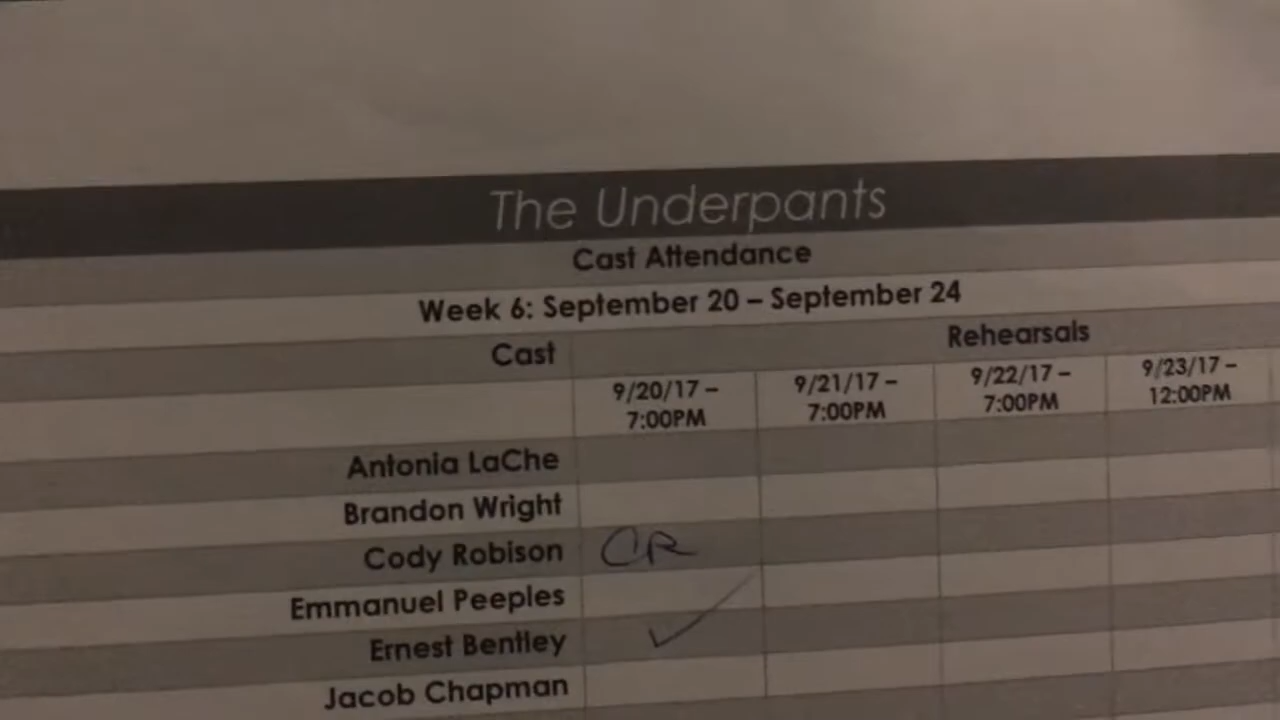 The Underpants
Cast Attendance
Week 6: September 20 – September 24
Cast Rehearsals
9/20/17 – 9/21/17 – 9/22/17 – 9/23/17 –
7:00PM 7:00PM 7:00PM 12:00PM
Antonia LaChe
Brandon Wright
Cody Robison CR
Emmanuel Peeples
Ernest Bentley ✓
Jacob Chapman